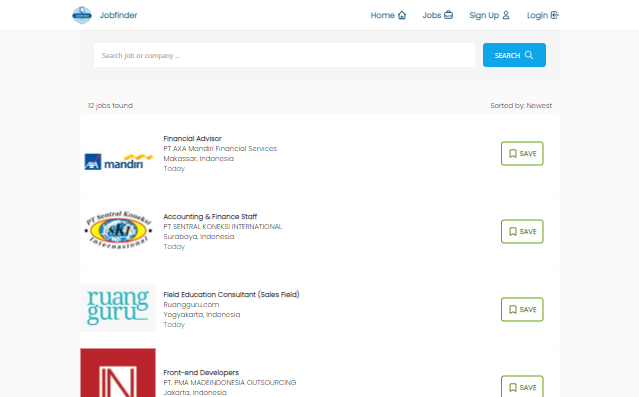 Jobfinder
Home
Jobs
Sign Up
Login
Search job or company ...
SEARCH
12 jobs found
Sorted by: Newest
Financial Advisor
PT AXA Mandiri Financial Services
Makassar, Indonesia
Today
AXA mandiri
SAVE
Accounting & Finance Staff
PT. SENTRAL KONEKSI INTERNATIONAL
Surabaya, Indonesia
Today
PT Sentral Koneksi
SKI
Internasional
SAVE
Field Education Consultant (Sales Field)
Ruangguru.com
Yogyakarta, Indonesia
Today
ruang
guru
SAVE
Front-end Developers
PT. PMA MADEINDONESIA OUTSOURCING
Jakarta, Indonesia
SAVE